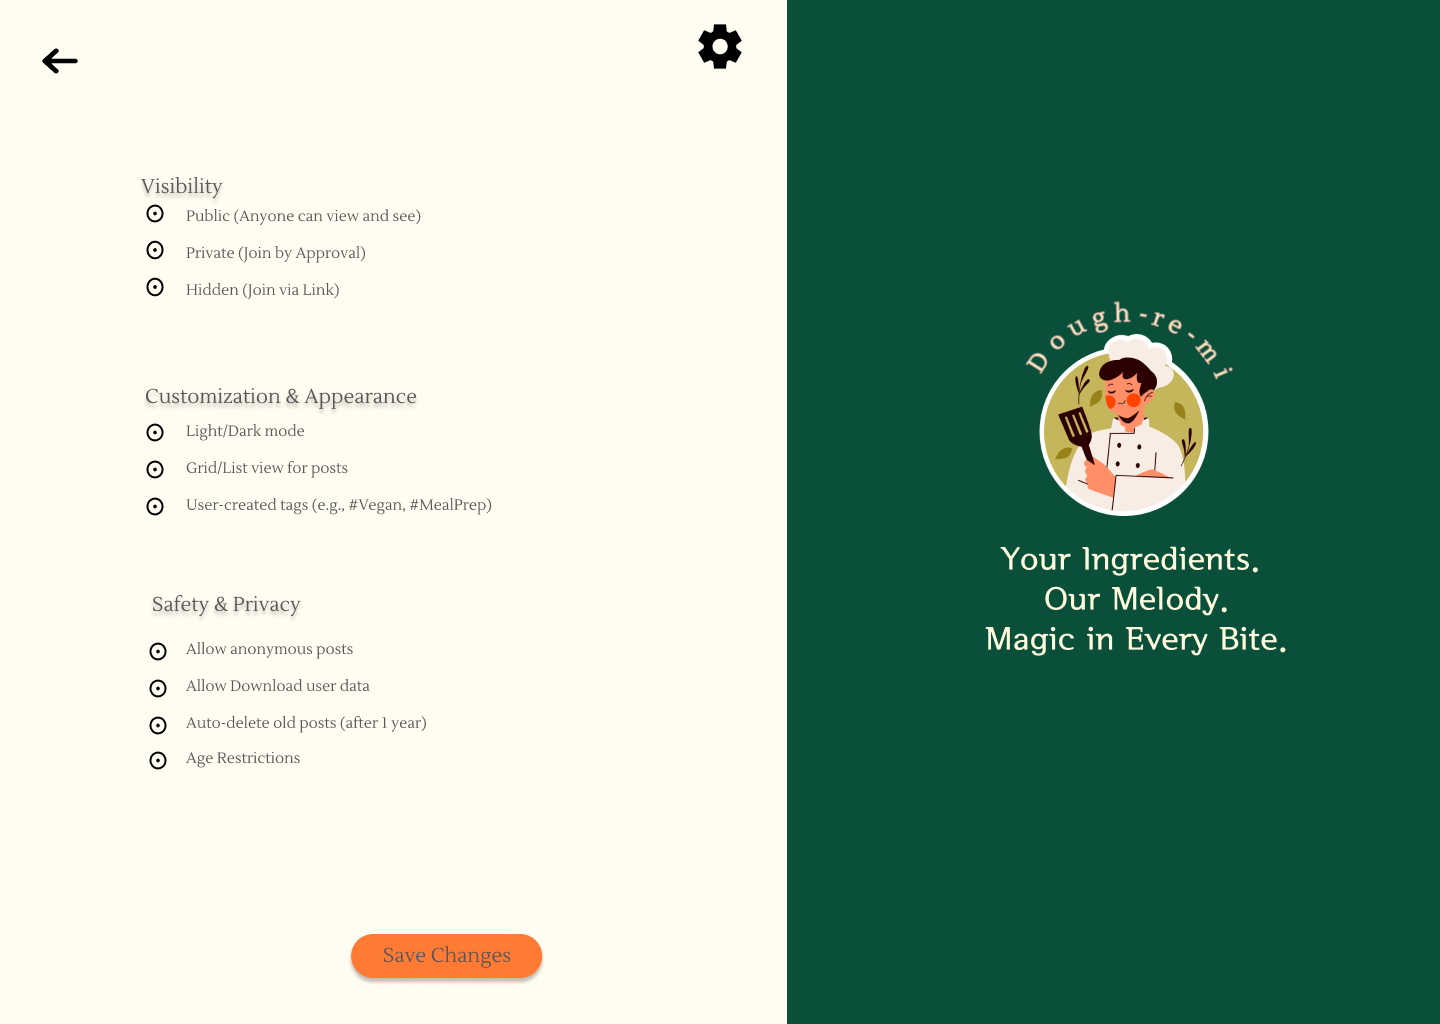 Visibility
Public (Anyone can view and see)
Private (Join by Approval)
Hidden (Join via Link)
Customization & Appearance
Light/Dark mode
Grid/List view for posts
User-created tags (e.g., #Vegan, #MealPrep)
Safety & Privacy
Allow anonymous posts
Allow Download user data
Auto-delete old posts (after 1 year)
Age Restrictions
Save Changes
Dough-re-mi
Your Ingredients.
Our Melody.
Magic in Every Bite.